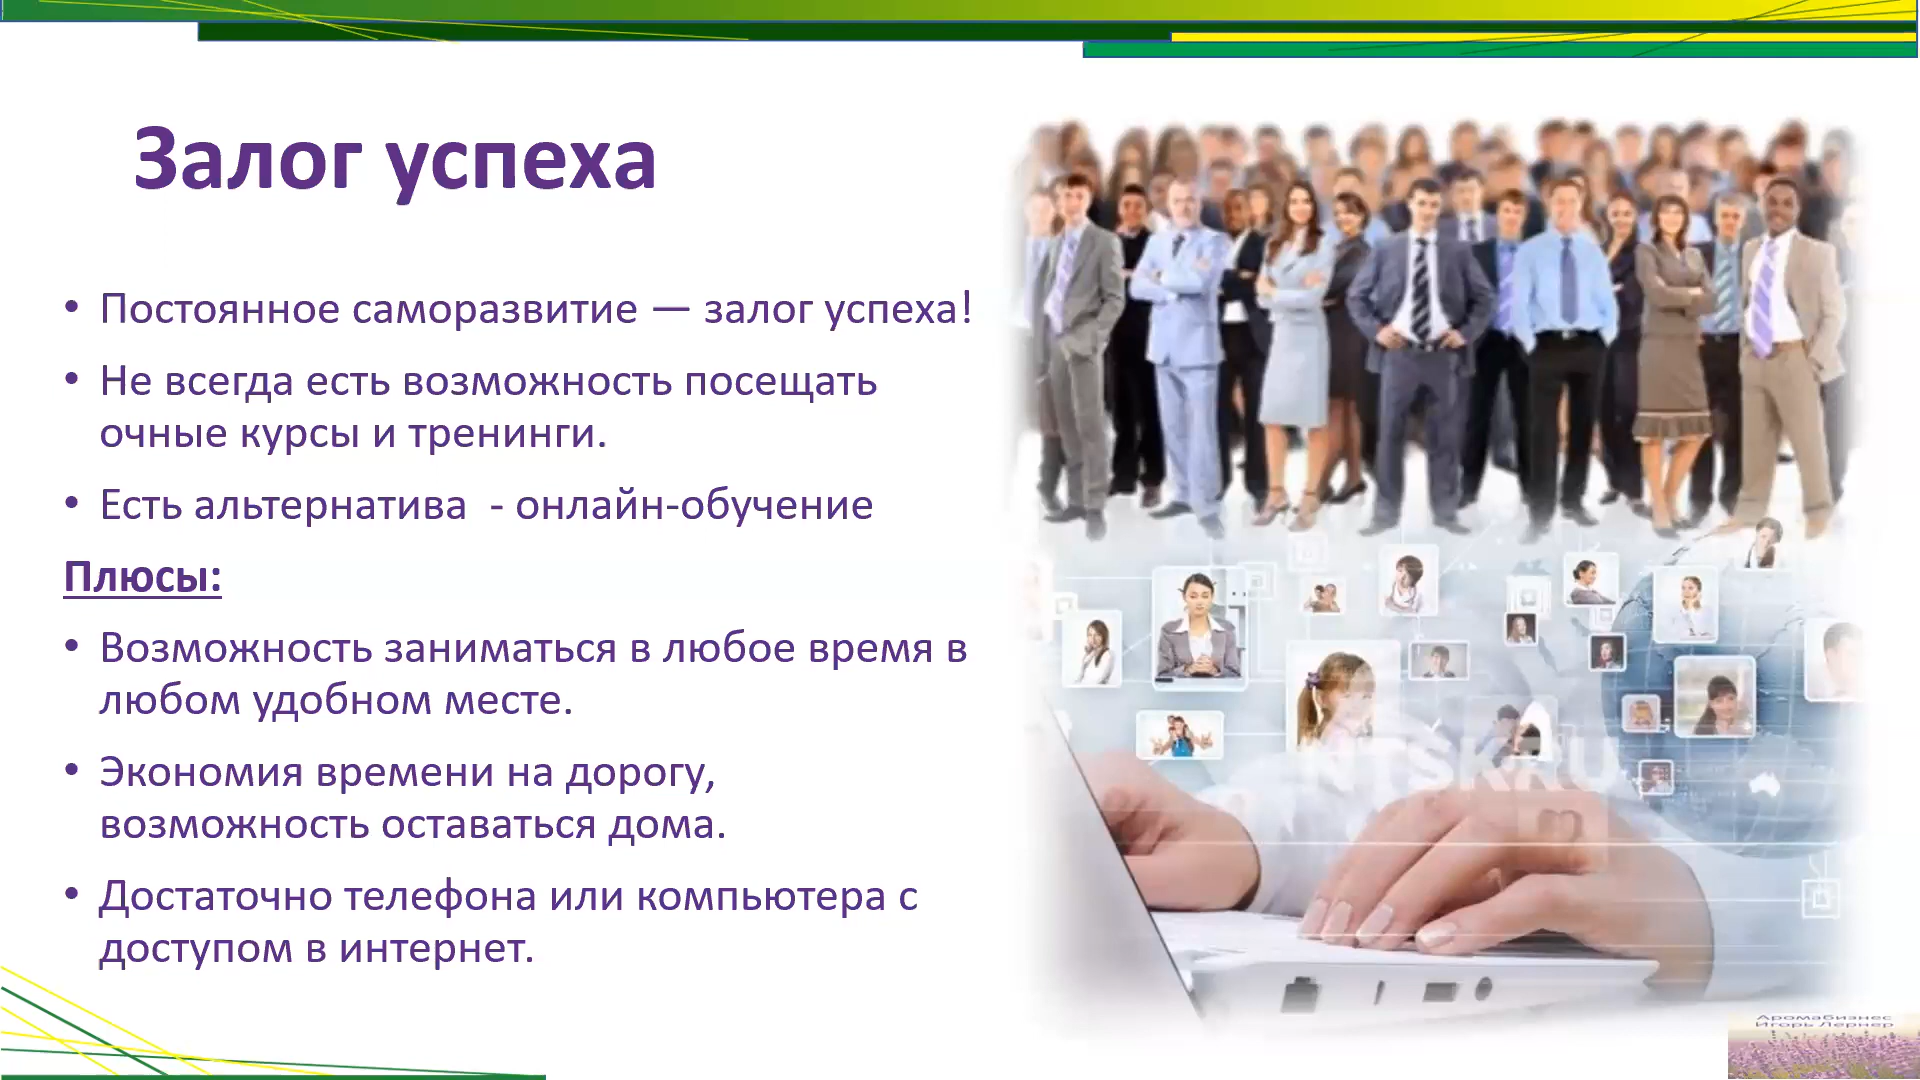 Залог успеха
• Постоянное саморазвитие — залог успеха!
• Не всегда есть возможность посещать
очные курсы и тренинги.
• Есть альтернатива - онлайн-обучение
Плюсы:
• Возможность заниматься в любое время в
любом удобном месте.
• Экономия времени на дорогу,
возможность оставаться дома.
• Достаточно телефона или компьютера с
доступом в интернет.
NTSK.RU
Аромабизнес
Игорь Лернер